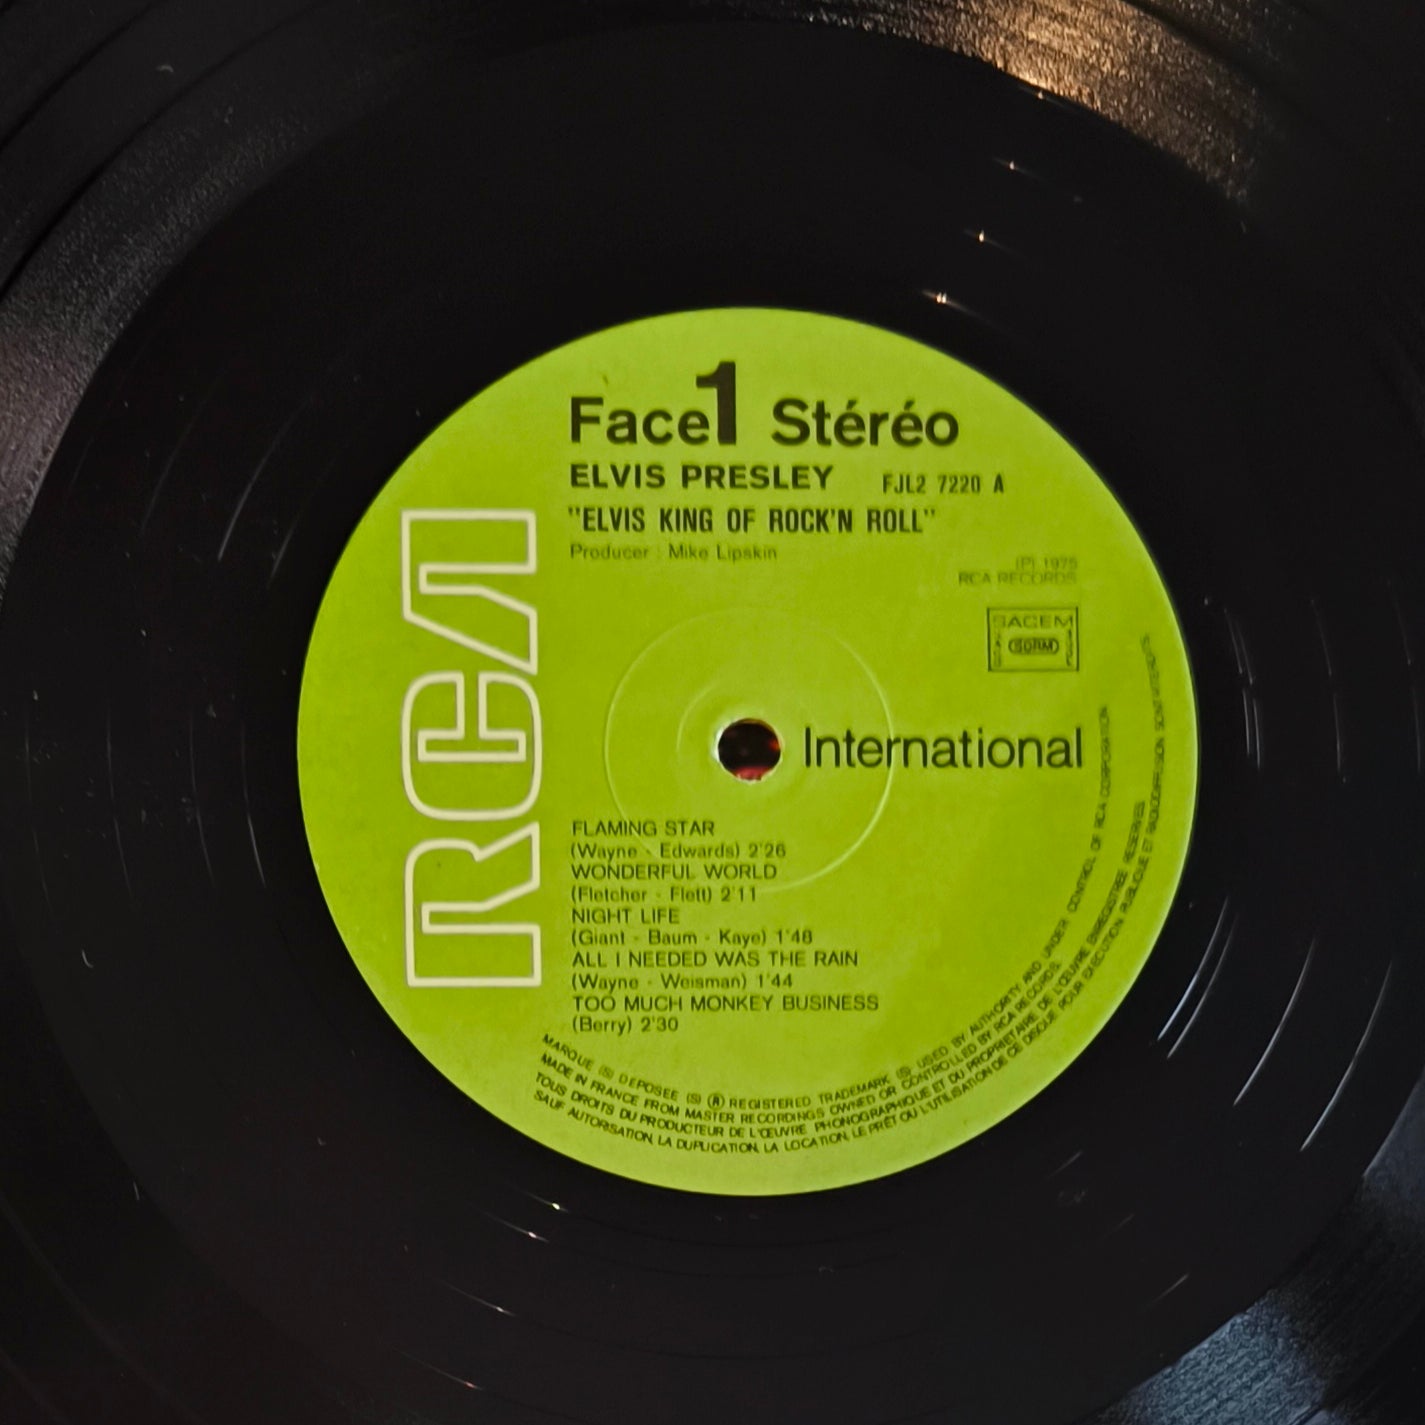 Face 1 Stéréo
ELVIS PRESLEY FJL2 7220 A
"ELVIS KING OF ROCK'N ROLL"
Producer : Mike Lipskin
(P) 1975
RCA RECORDS
SACEM
SDRM
RCA
International
FLAMING STAR
(Wayne - Edwards) 2'26
WONDERFUL WORLD
(Fletcher - Flett) 2'11
NIGHT LIFE
(Giant - Baum - Kaye) 1'48
ALL I NEEDED WAS THE RAIN
(Wayne - Weisman) 1'44
TOO MUCH MONKEY BUSINESS
(Berry) 2'30
MARQUE (S) DEPOSEE (S) ® REGISTERED TRADEMARK (S) USED BY AUTHORITY AND UNDER CONTROL OF RCA CORPORATION
MADE IN FRANCE FROM MASTER RECORDINGS OWNED OR CONTROLLED BY RCA RECORDS.
TOUS DROITS DU PRODUCTEUR DE L'ŒUVRE PHONOGRAPHIQUE ET DU PROPRIETAIRE DE L'ŒUVRE ENREGISTREE RESERVES
SAUF AUTORISATION, LA DUPLICATION, LA LOCATION, LE PRÊT OU L'UTILISATION DE CE DISQUE POUR EXECUTION PUBLIQUE ET RADIODIFFUSION SONT INTERDITS